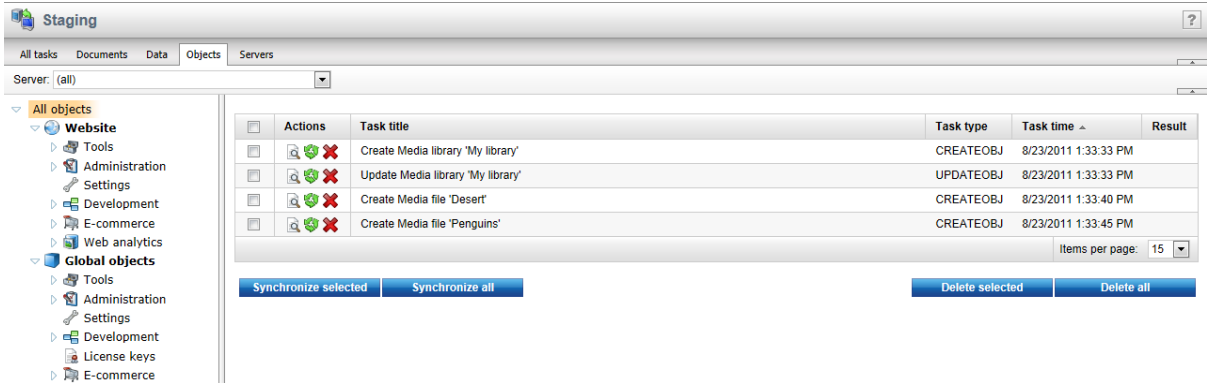 Staging
?
All tasks Documents Data Objects Servers
Server: (all)
All objects
Website
Tools
Administration
Settings
Development
E-commerce
Web analytics
Global objects
Tools
Administration
Settings
Development
License keys
E-commerce
Actions Task title Task type Task time Result
Create Media library 'My library' CREATEOBJ 8/23/2011 1:33:33 PM
Update Media library 'My library' UPDATEOBJ 8/23/2011 1:33:33 PM
Create Media file 'Desert' CREATEOBJ 8/23/2011 1:33:40 PM
Create Media file 'Penguins' CREATEOBJ 8/23/2011 1:33:45 PM
Items per page: 15
Synchronize selected Synchronize all Delete selected Delete all